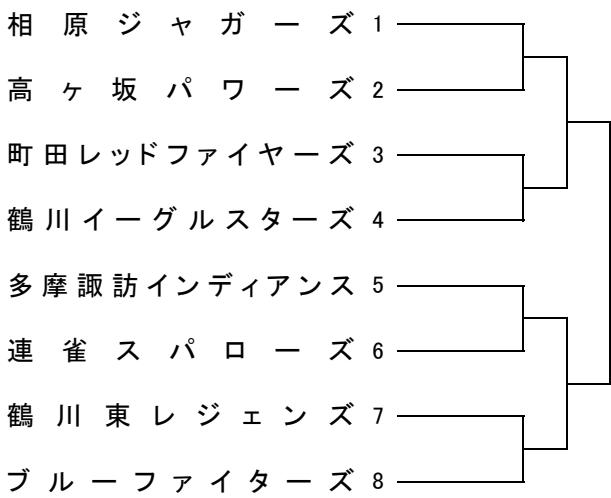 相原ジャガーズ 1
高ヶ坂パワーズ 2
町田レッドファイヤーズ 3
鶴川イーグルスターズ 4
多摩諏訪インディアンス 5
連雀スパローズ 6
鶴川東レジェンズ 7
ブルーファイターズ 8